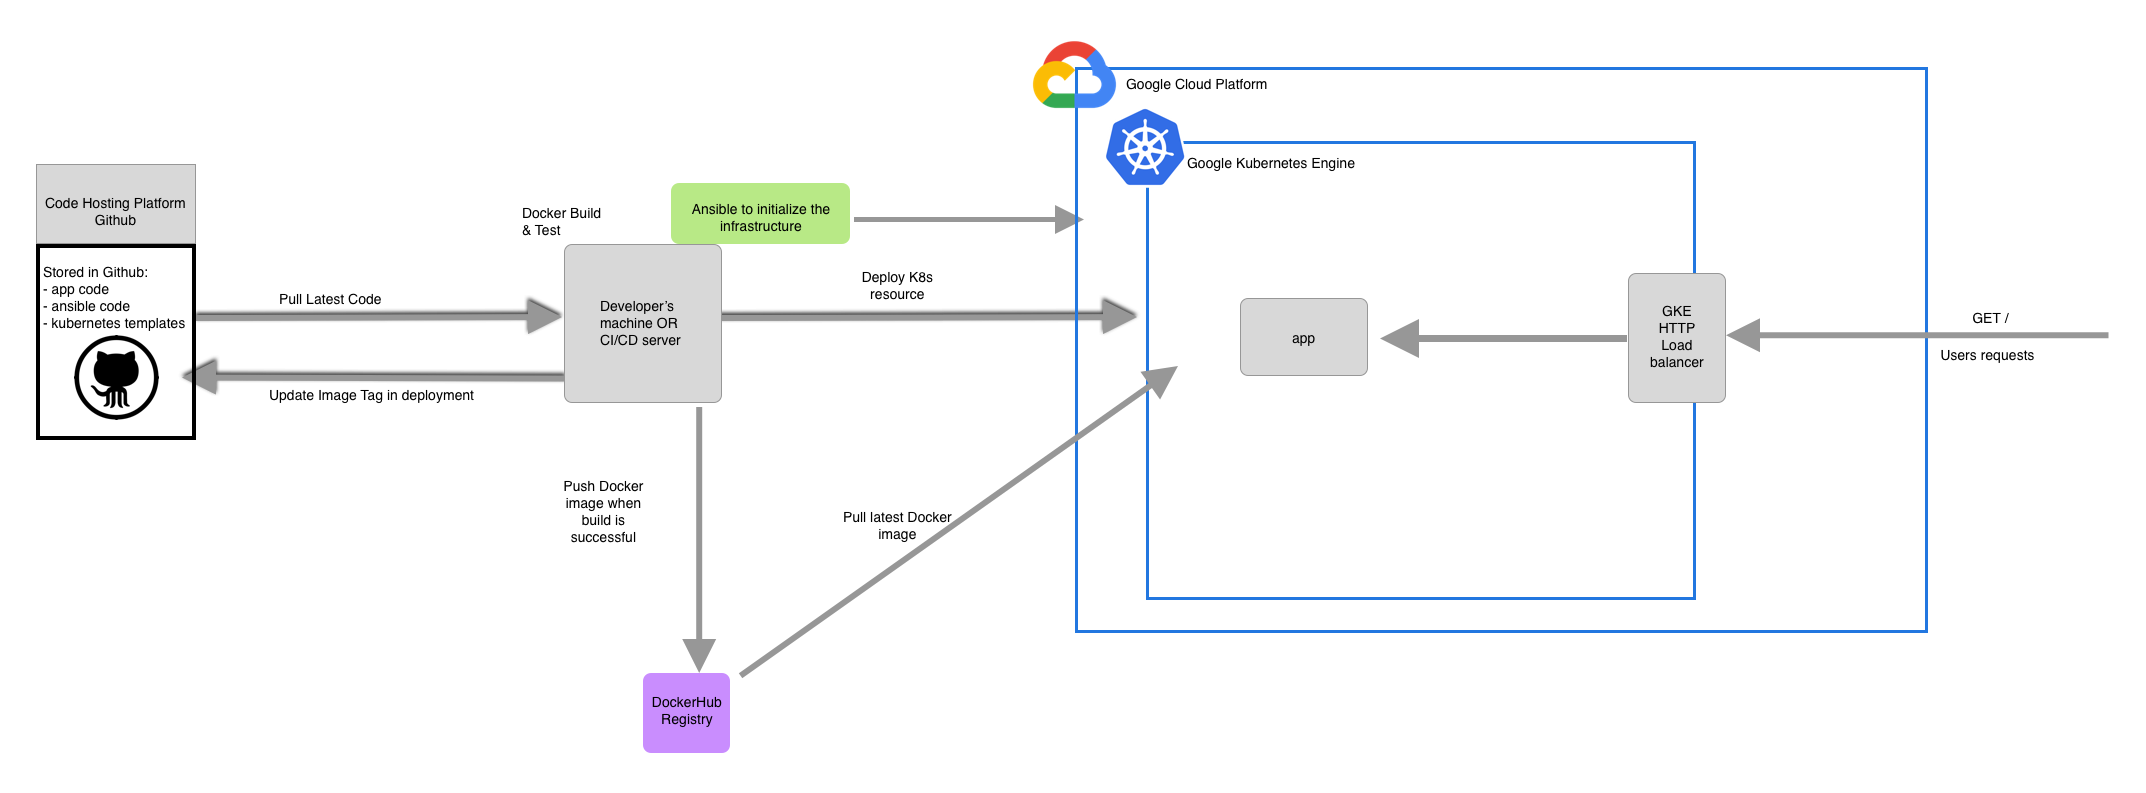 Google Cloud Platform
Google Kubernetes Engine
Code Hosting Platform
Github
Stored in Github:
- app code
- ansible code
- kubernetes templates
Pull Latest Code
Update Image Tag in deployment
Docker Build
& Test
Ansible to initialize the
infrastructure
Developer’s
machine OR
CI/CD server
Deploy K8s
resource
Push Docker
image when
build is
successful
DockerHub
Registry
Pull latest Docker
image
app
GKE
HTTP
Load
balancer
GET /
Users requests